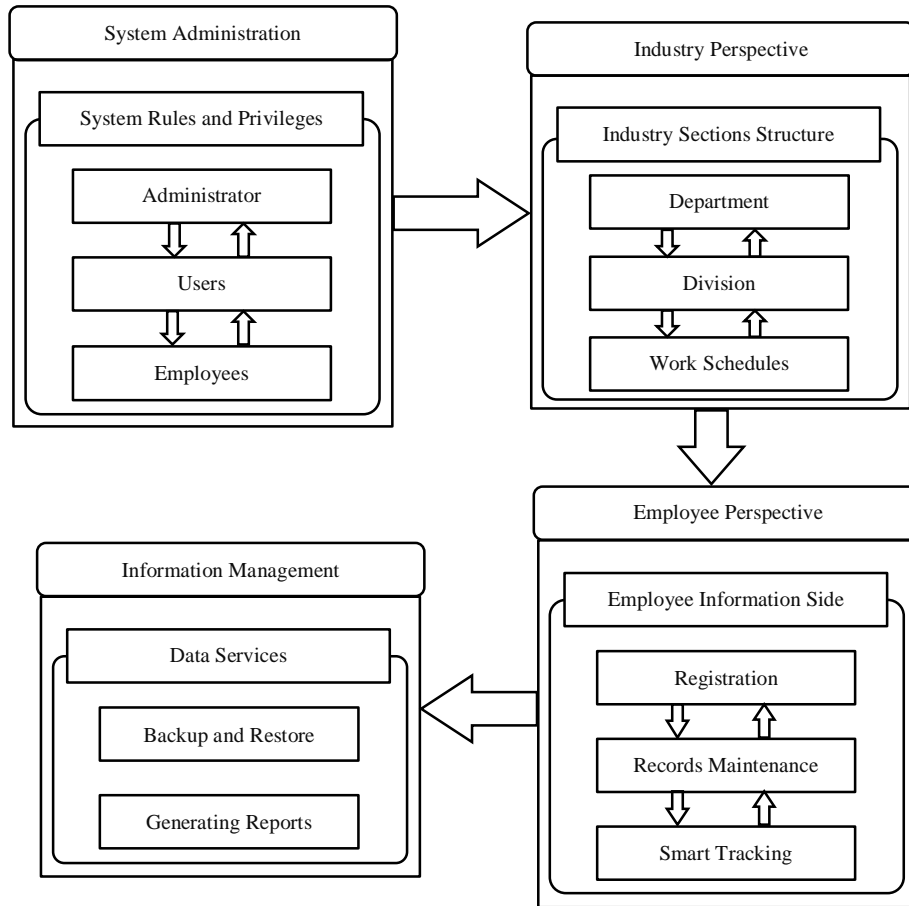 System Administration
System Rules and Privileges
Administrator
Users
Employees
Industry Perspective
Industry Sections Structure
Department
Division
Work Schedules
Employee Perspective
Employee Information Side
Registration
Records Maintenance
Smart Tracking
Information Management
Data Services
Backup and Restore
Generating Reports